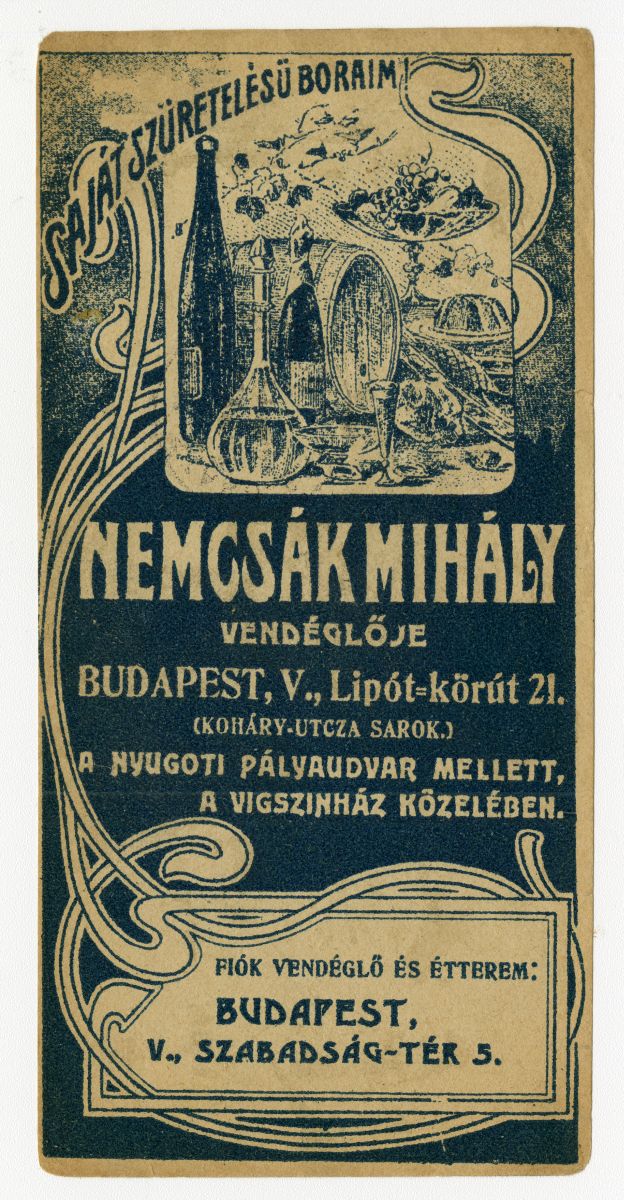 SAJÁT SZÜRETELÉSÜ BORAIM
NEMCSÁK MIHÁLY
VENDÉGLŐJE
BUDAPEST, V., Lipót=körút 21.
(KOHÁRY-UTCZA SAROK.)
A NYUGOTI PÁLYAUDVAR MELLETT,
A VIGSZINHÁZ KÖZELÉBEN.
FIÓK VENDÉGLŐ ÉS ÉTTEREM:
BUDAPEST,
V., SZABADSÁG-TÉR 5.